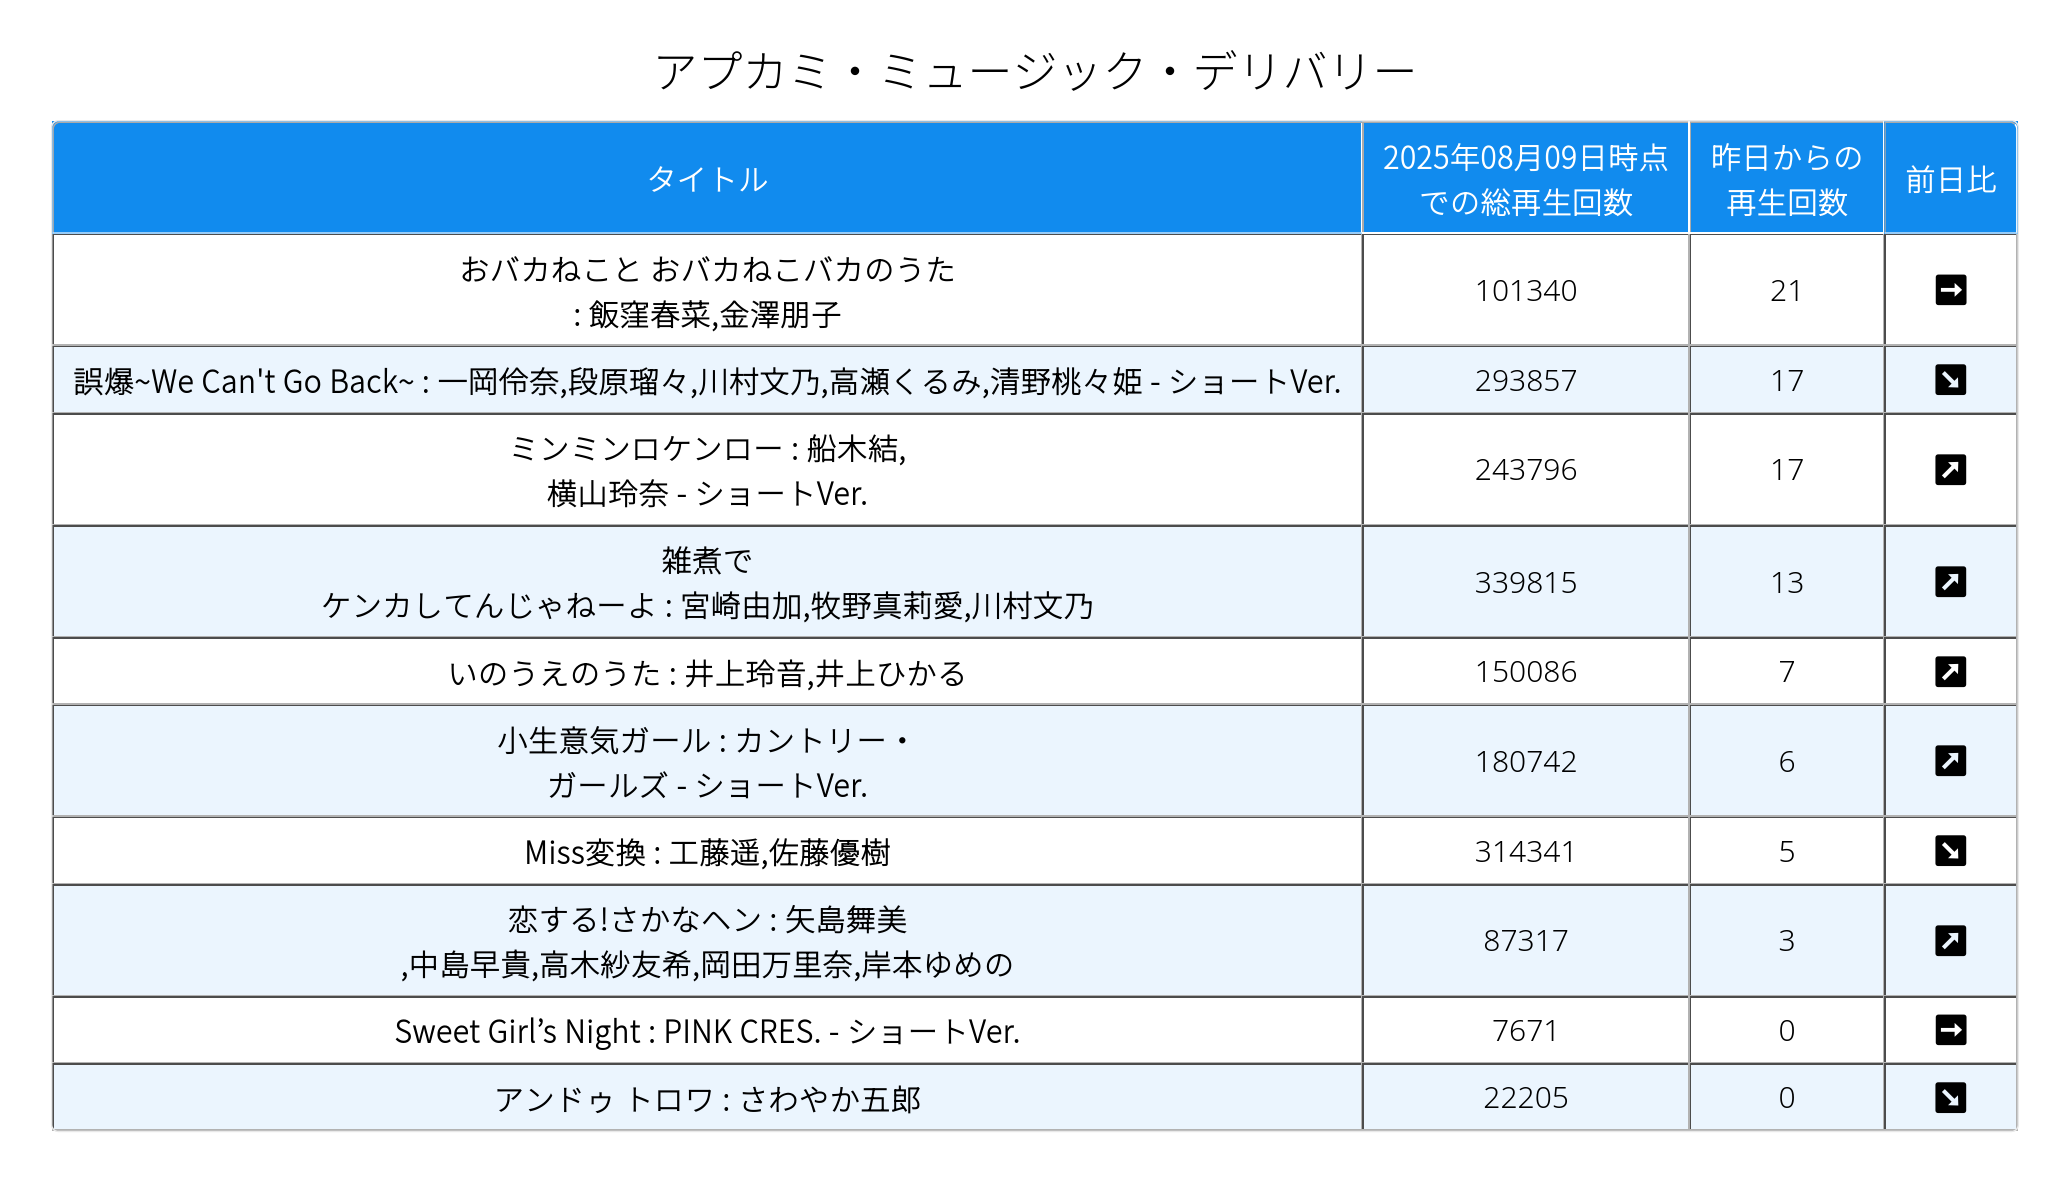 アプカミ・ミュージック・デリバリー
タイトル
2025年08月09日時点
での総再生回数
昨日からの
再生回数
前日比
おバカねこと おバカねこバカのうた
: 飯窪春菜,金澤朋子
101340
21
誤爆~We Can't Go Back~ : 一岡伶奈,段原瑠々,川村文乃,高瀬くるみ,清野桃々姫 - ショートVer.
293857
17
ミンミンロケンロー : 船木結,
横山玲奈 - ショートVer.
243796
17
雑煮で
ケンカしてんじゃねーよ : 宮崎由加,牧野真莉愛,川村文乃
339815
13
いのうえのうた : 井上玲音,井上ひかる
150086
7
小生意気ガール : カントリー・
ガールズ - ショートVer.
180742
6
Miss変換 : 工藤遥,佐藤優樹
314341
5
恋する!さかなヘン : 矢島舞美
,中島早貴,高木紗友希,岡田万里奈,岸本ゆめの
87317
3
Sweet Girl’s Night : PINK CRES. - ショートVer.
7671
0
アンドゥ トロワ : さわやか五郎
22205
0